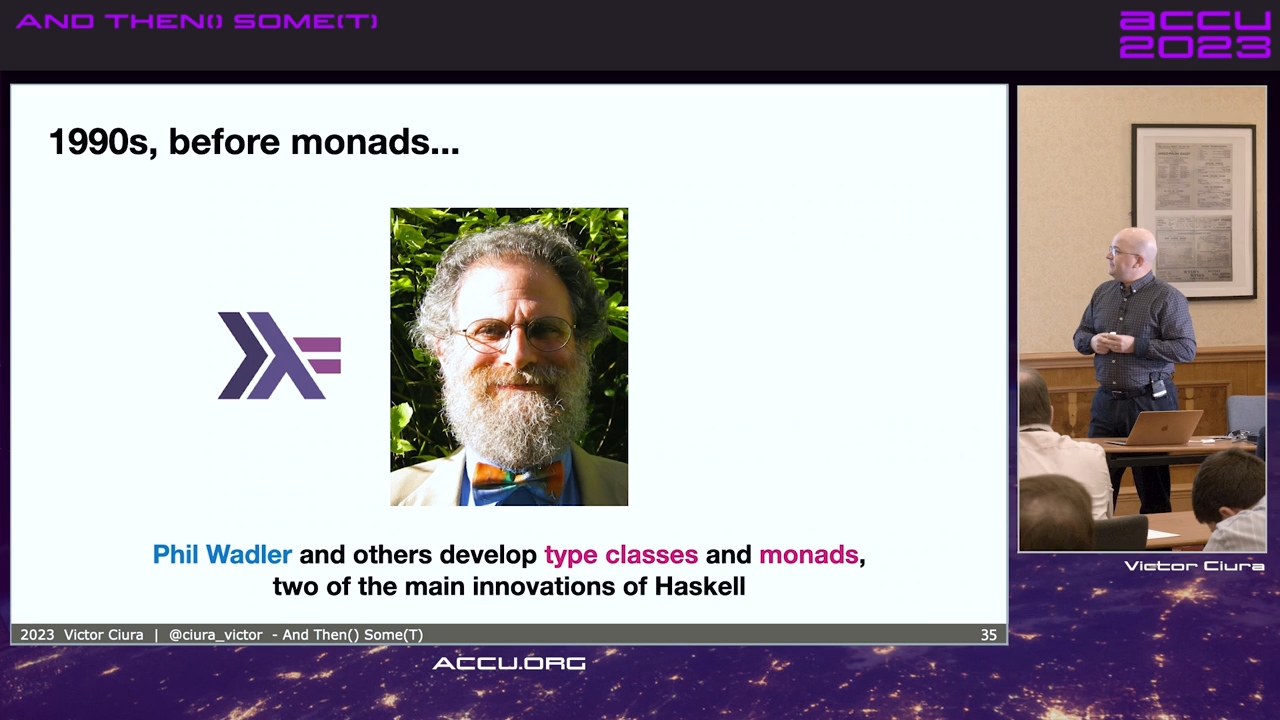 AND THEN() SOME(T)
ACCU
2023
1990s, before monads...
Phil Wadler and others develop type classes and monads,
two of the main innovations of Haskell
2023 Victor Ciura | @ciura_victor - And Then() Some(T)
35
Victor Ciura
ACCU.ORG